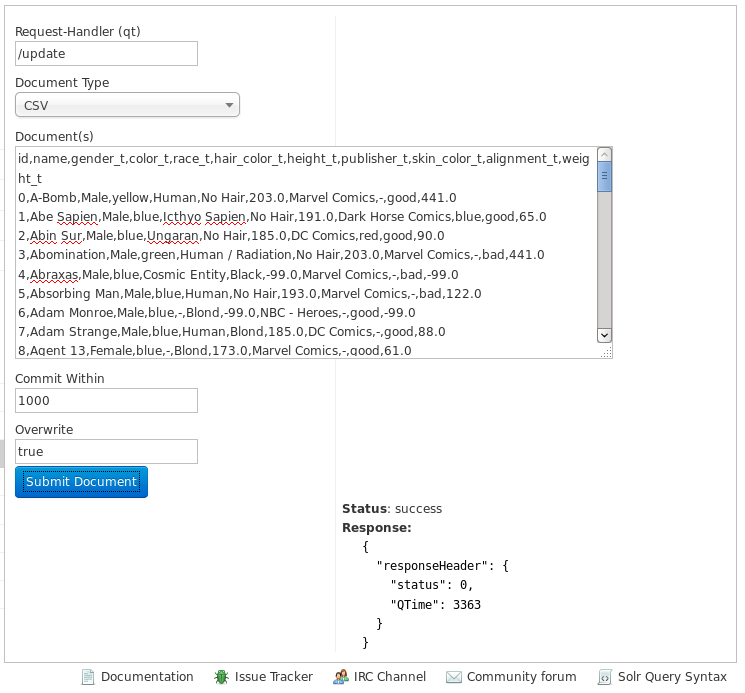 Request-Handler (qt)
/update
Document Type
CSV
Document(s)
id,name,gender_t,color_t,race_t,hair_color_t,height_t,publisher_t,skin_color_t,alignment_t,weig
ht_t
0,A-Bomb,Male,yellow,Human,No Hair,203.0,Marvel Comics,-,good,441.0
1,Abe Sapien,Male,blue,Icthyo Sapien,No Hair,191.0,Dark Horse Comics,blue,good,65.0
2,Abin Sur,Male,blue,Ungaran,No Hair,185.0,DC Comics,red,good,90.0
3,Abomination,Male,green,Human / Radiation,No Hair,203.0,Marvel Comics,-,bad,441.0
4,Abraxas,Male,blue,Cosmic Entity,Black,-99.0,Marvel Comics,-,bad,-99.0
5,Absorbing Man,Male,blue,Human,No Hair,193.0,Marvel Comics,-,bad,122.0
6,Adam Monroe,Male,blue,-,Blond,-99.0,NBC - Heroes,-,good,-99.0
7,Adam Strange,Male,blue,Human,Blond,185.0,DC Comics,-,good,88.0
8,Agent 13,Female,blue,-,Blond,173.0,Marvel Comics,-,good,61.0
Commit Within
1000
Overwrite
true
Submit Document
Status: success
Response:
{
"responseHeader": {
"status": 0,
"QTime": 3363
}
}
Documentation Issue Tracker IRC Channel Community forum Solr Query Syntax